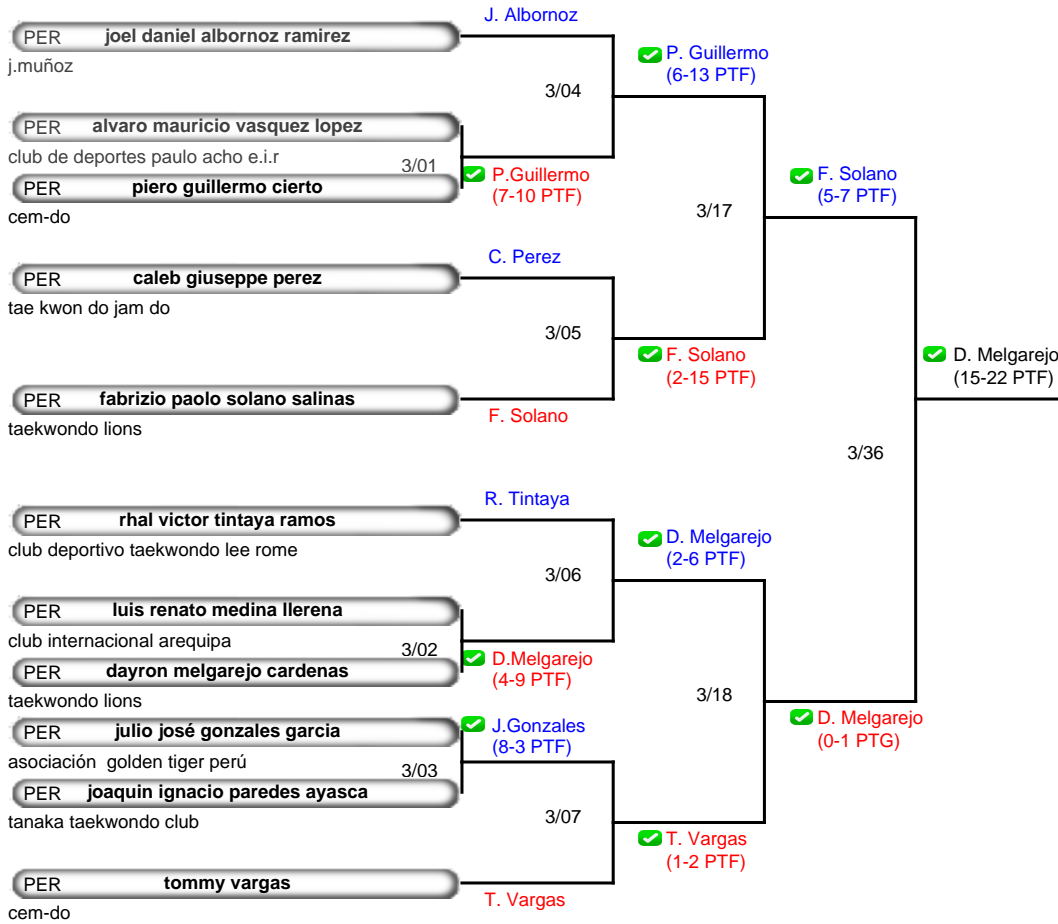 J. Albornoz
PER joel daniel albornoz ramirez
j.muñoz
3/04
P. Guillermo
(6-13 PTF)
PER alvaro mauricio vasquez lopez
club de deportes paulo acho e.i.r
3/01
P.Guillermo
(7-10 PTF)
PER piero guillermo cierto
cem-do
3/17
F. Solano
(5-7 PTF)
C. Perez
PER caleb giuseppe perez
tae kwon do jam do
3/05
F. Solano
(2-15 PTF)
D. Melgarejo
(15-22 PTF)
PER fabrizio paolo solano salinas
taekwondo lions
F. Solano
3/36
R. Tintaya
PER rhal victor tintaya ramos
club deportivo taekwondo lee rome
3/06
D. Melgarejo
(2-6 PTF)
PER luis renato medina llerena
club internacional arequipa
3/02
D.Melgarejo
(4-9 PTF)
PER dayron melgarejo cardenas
taekwondo lions
3/18
D. Melgarejo
(0-1 PTG)
PER julio josé gonzales garcia
asociación  golden tiger perú
3/03
J.Gonzales
(8-3 PTF)
PER joaquin ignacio paredes ayasca
tanaka taekwondo club
3/07
T. Vargas
(1-2 PTF)
PER tommy vargas
cem-do
T. Vargas